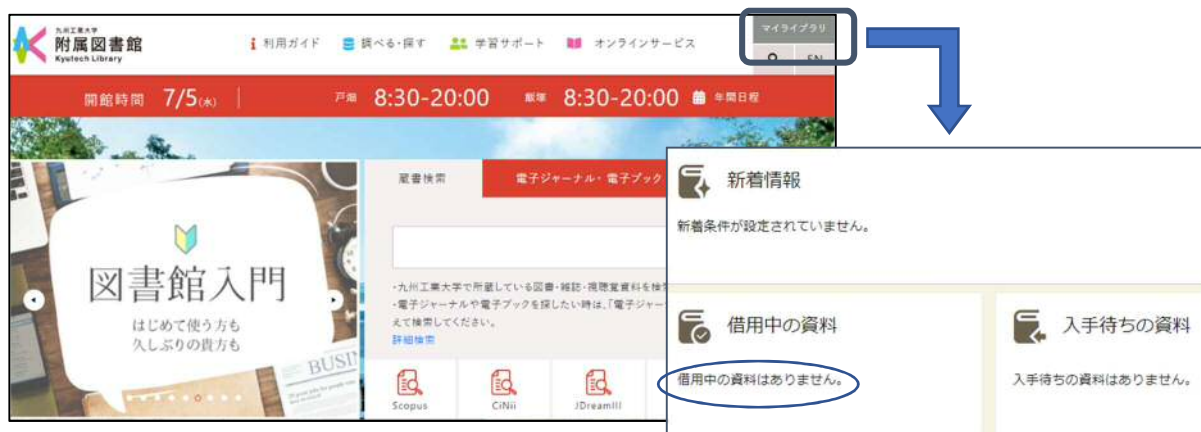 九州工業大学
附属図書館
Kyutech Library
利用ガイド
調べる・探す
学習サポート
オンラインサービス
マイライブラリ
EN
開館時間 7/5(水)
戸畑 8:30-20:00
飯塚 8:30-20:00
年間日程
図書館入門
はじめて使う方も
久しぶりの貴方も
BUSI
蔵書検索
電子ジャーナル・電子ブック
・九州工業大学で所蔵している図書・雑誌・視聴覚資料を検
・電子ジャーナルや電子ブックを探したい時は、「電子ジャー
えて検索してください。
詳細検索
Scopus
CiNii
JDreamIII
新着情報
新着条件が設定されていません。
借用中の資料
借用中の資料はありません。
入手待ちの資料
入手待ちの資料はありません。